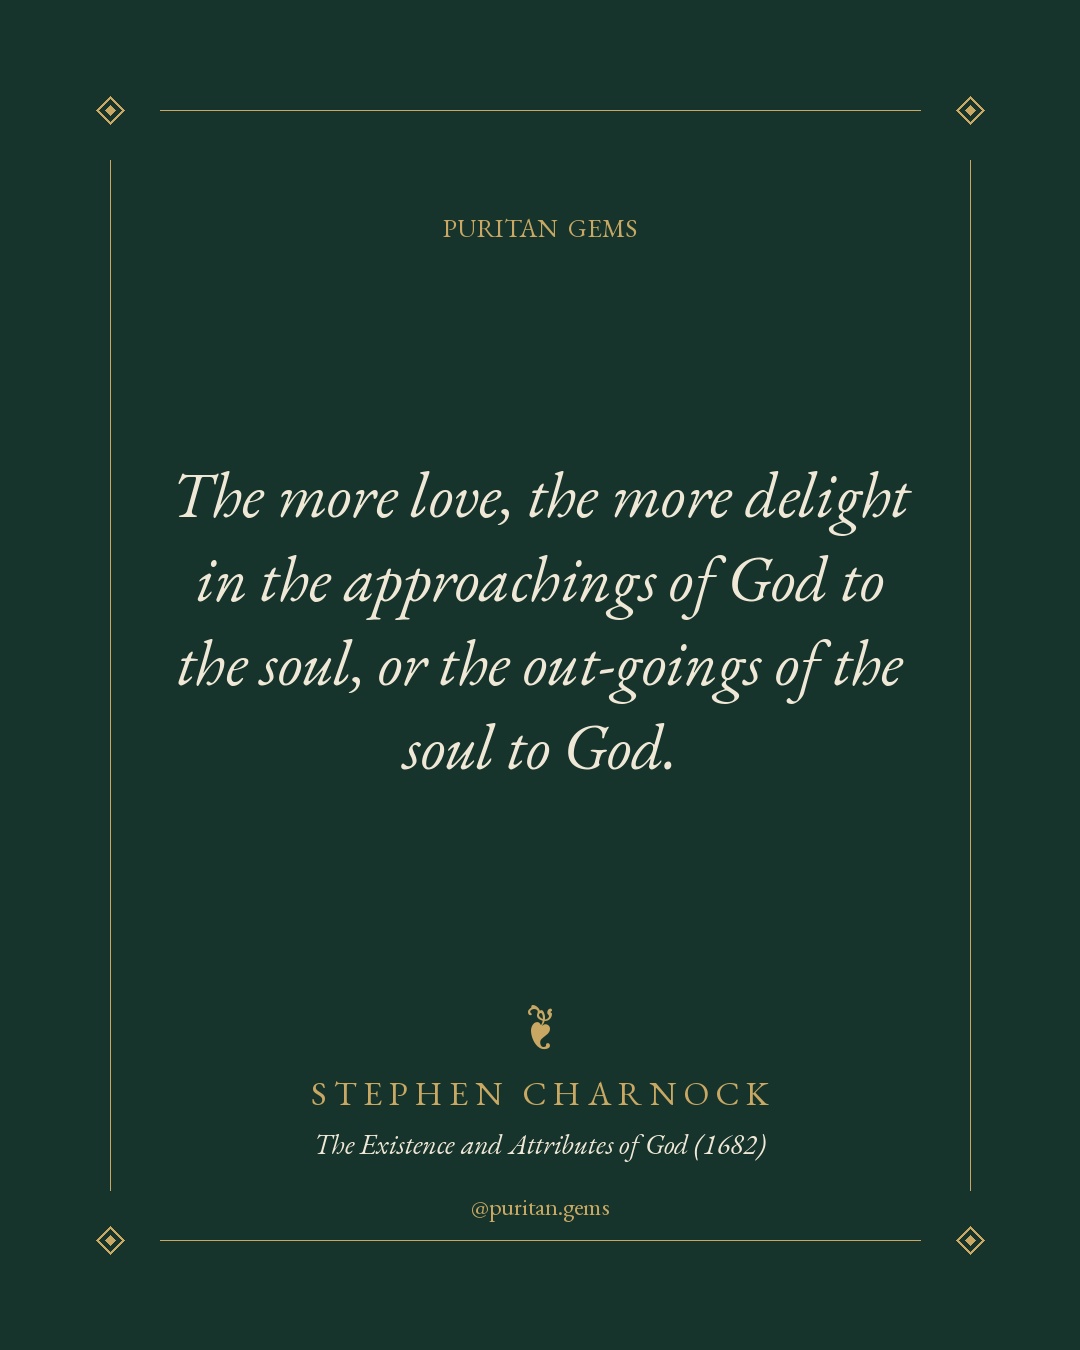 PURITAN GEMS
The more love, the more delight
in the approachings of God to
the soul, or the out-goings of the
soul to God.
STEPHEN CHARNOCK
The Existence and Attributes of God (1682)
@puritan.gems